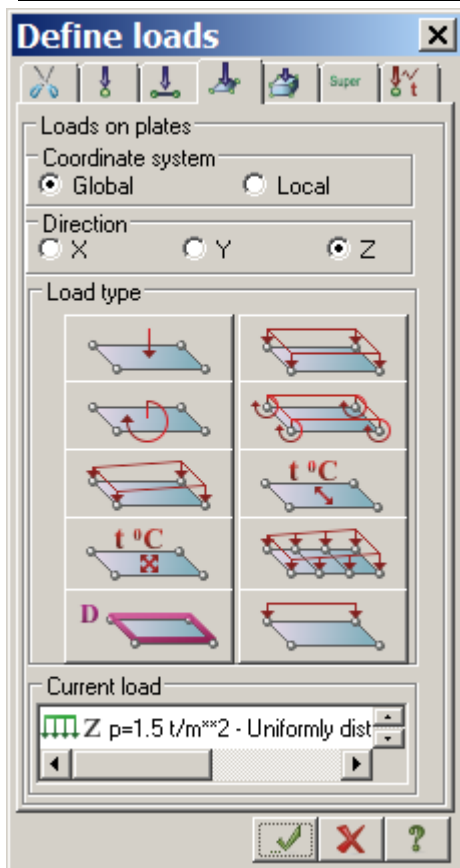 Define loads
Super
t
Loads on plates
Coordinate system
Global Local
Direction
X Y Z
Load type
t °C
t °C
D
Current load
Z p=1.5 t/m**2 - Uniformly dist
?